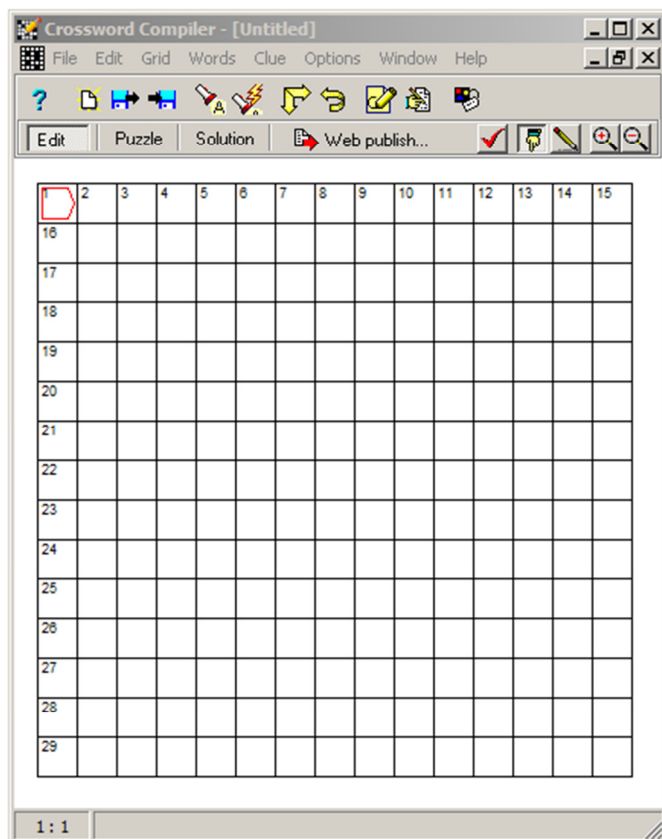 Crossword Compiler - [Untitled]
File Edit Grid Words Clue Options Window Help
? A
Edit Puzzle Solution Web publish...
1 2 3 4 5 6 7 8 9 10 11 12 13 14 15
16
17
18
19
20
21
22
23
24
25
26
27
28
29
1 : 1